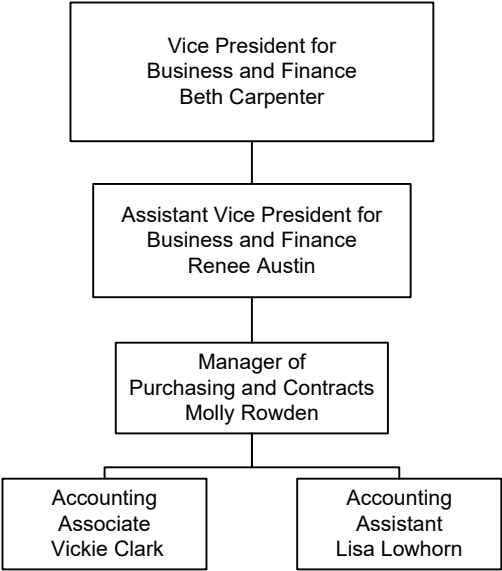 Vice President for
Business and Finance
Beth Carpenter
Assistant Vice President for
Business and Finance
Renee Austin
Manager of
Purchasing and Contracts
Molly Rowden
Accounting
Associate
Vickie Clark
Accounting
Assistant
Lisa Lowhorn